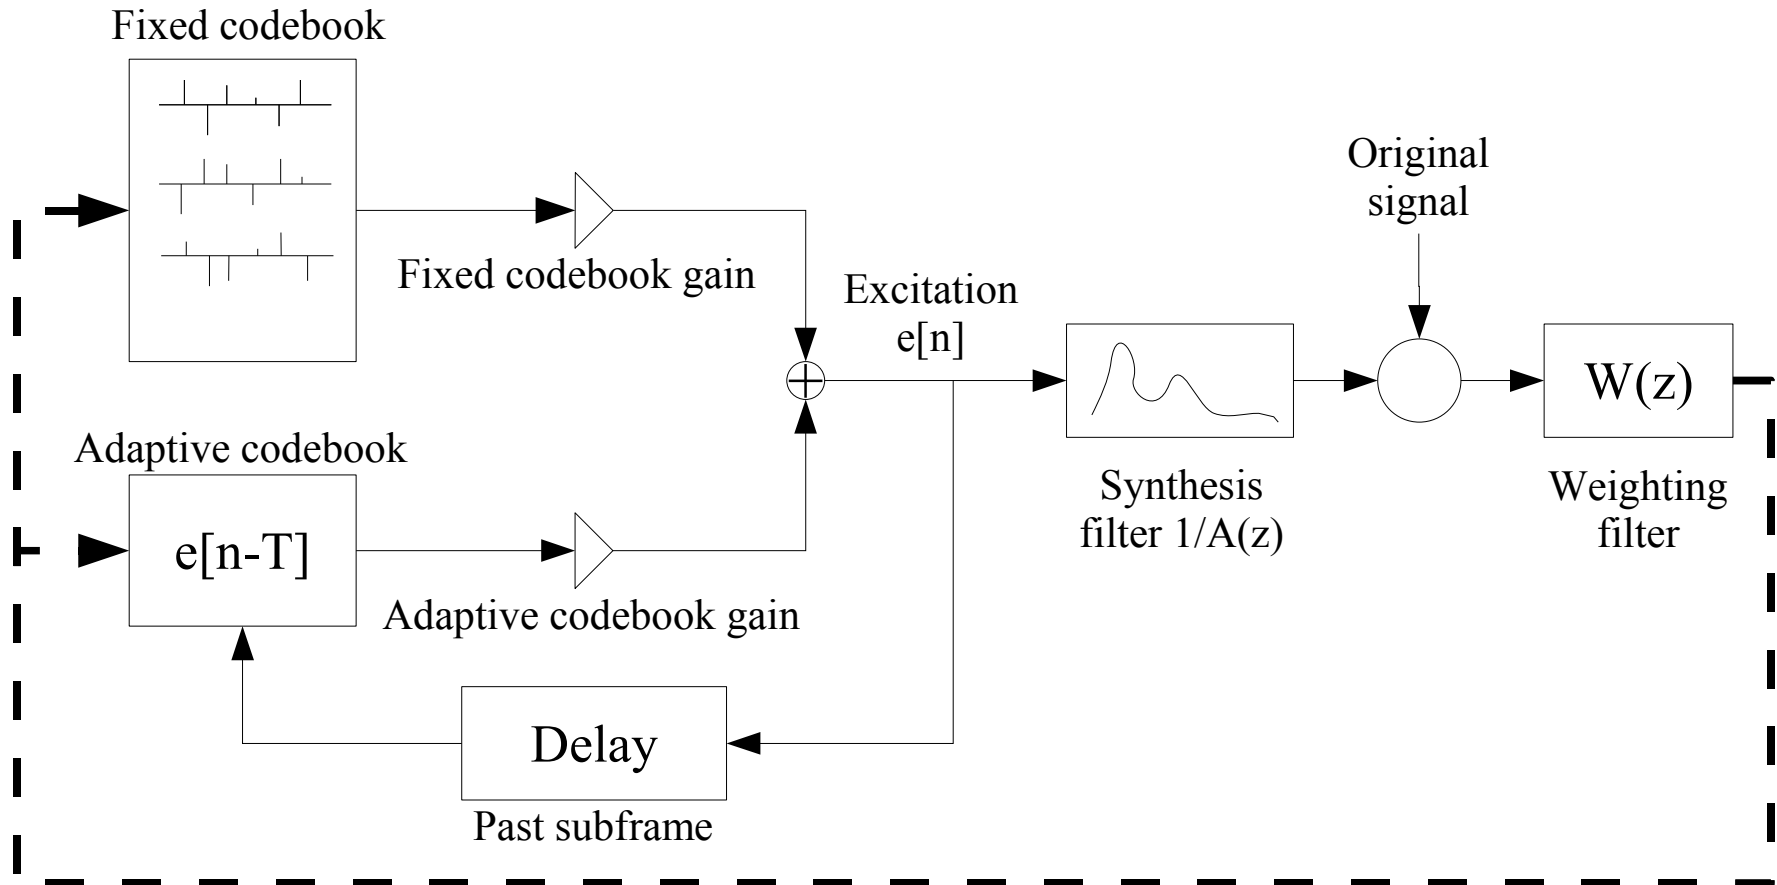 Fixed codebook
Fixed codebook gain
Original
signal
Excitation
e[n]
W(z)
Adaptive codebook
e[n-T]
Adaptive codebook gain
Synthesis
filter 1/A(z)
Weighting
filter
Delay
Past subframe